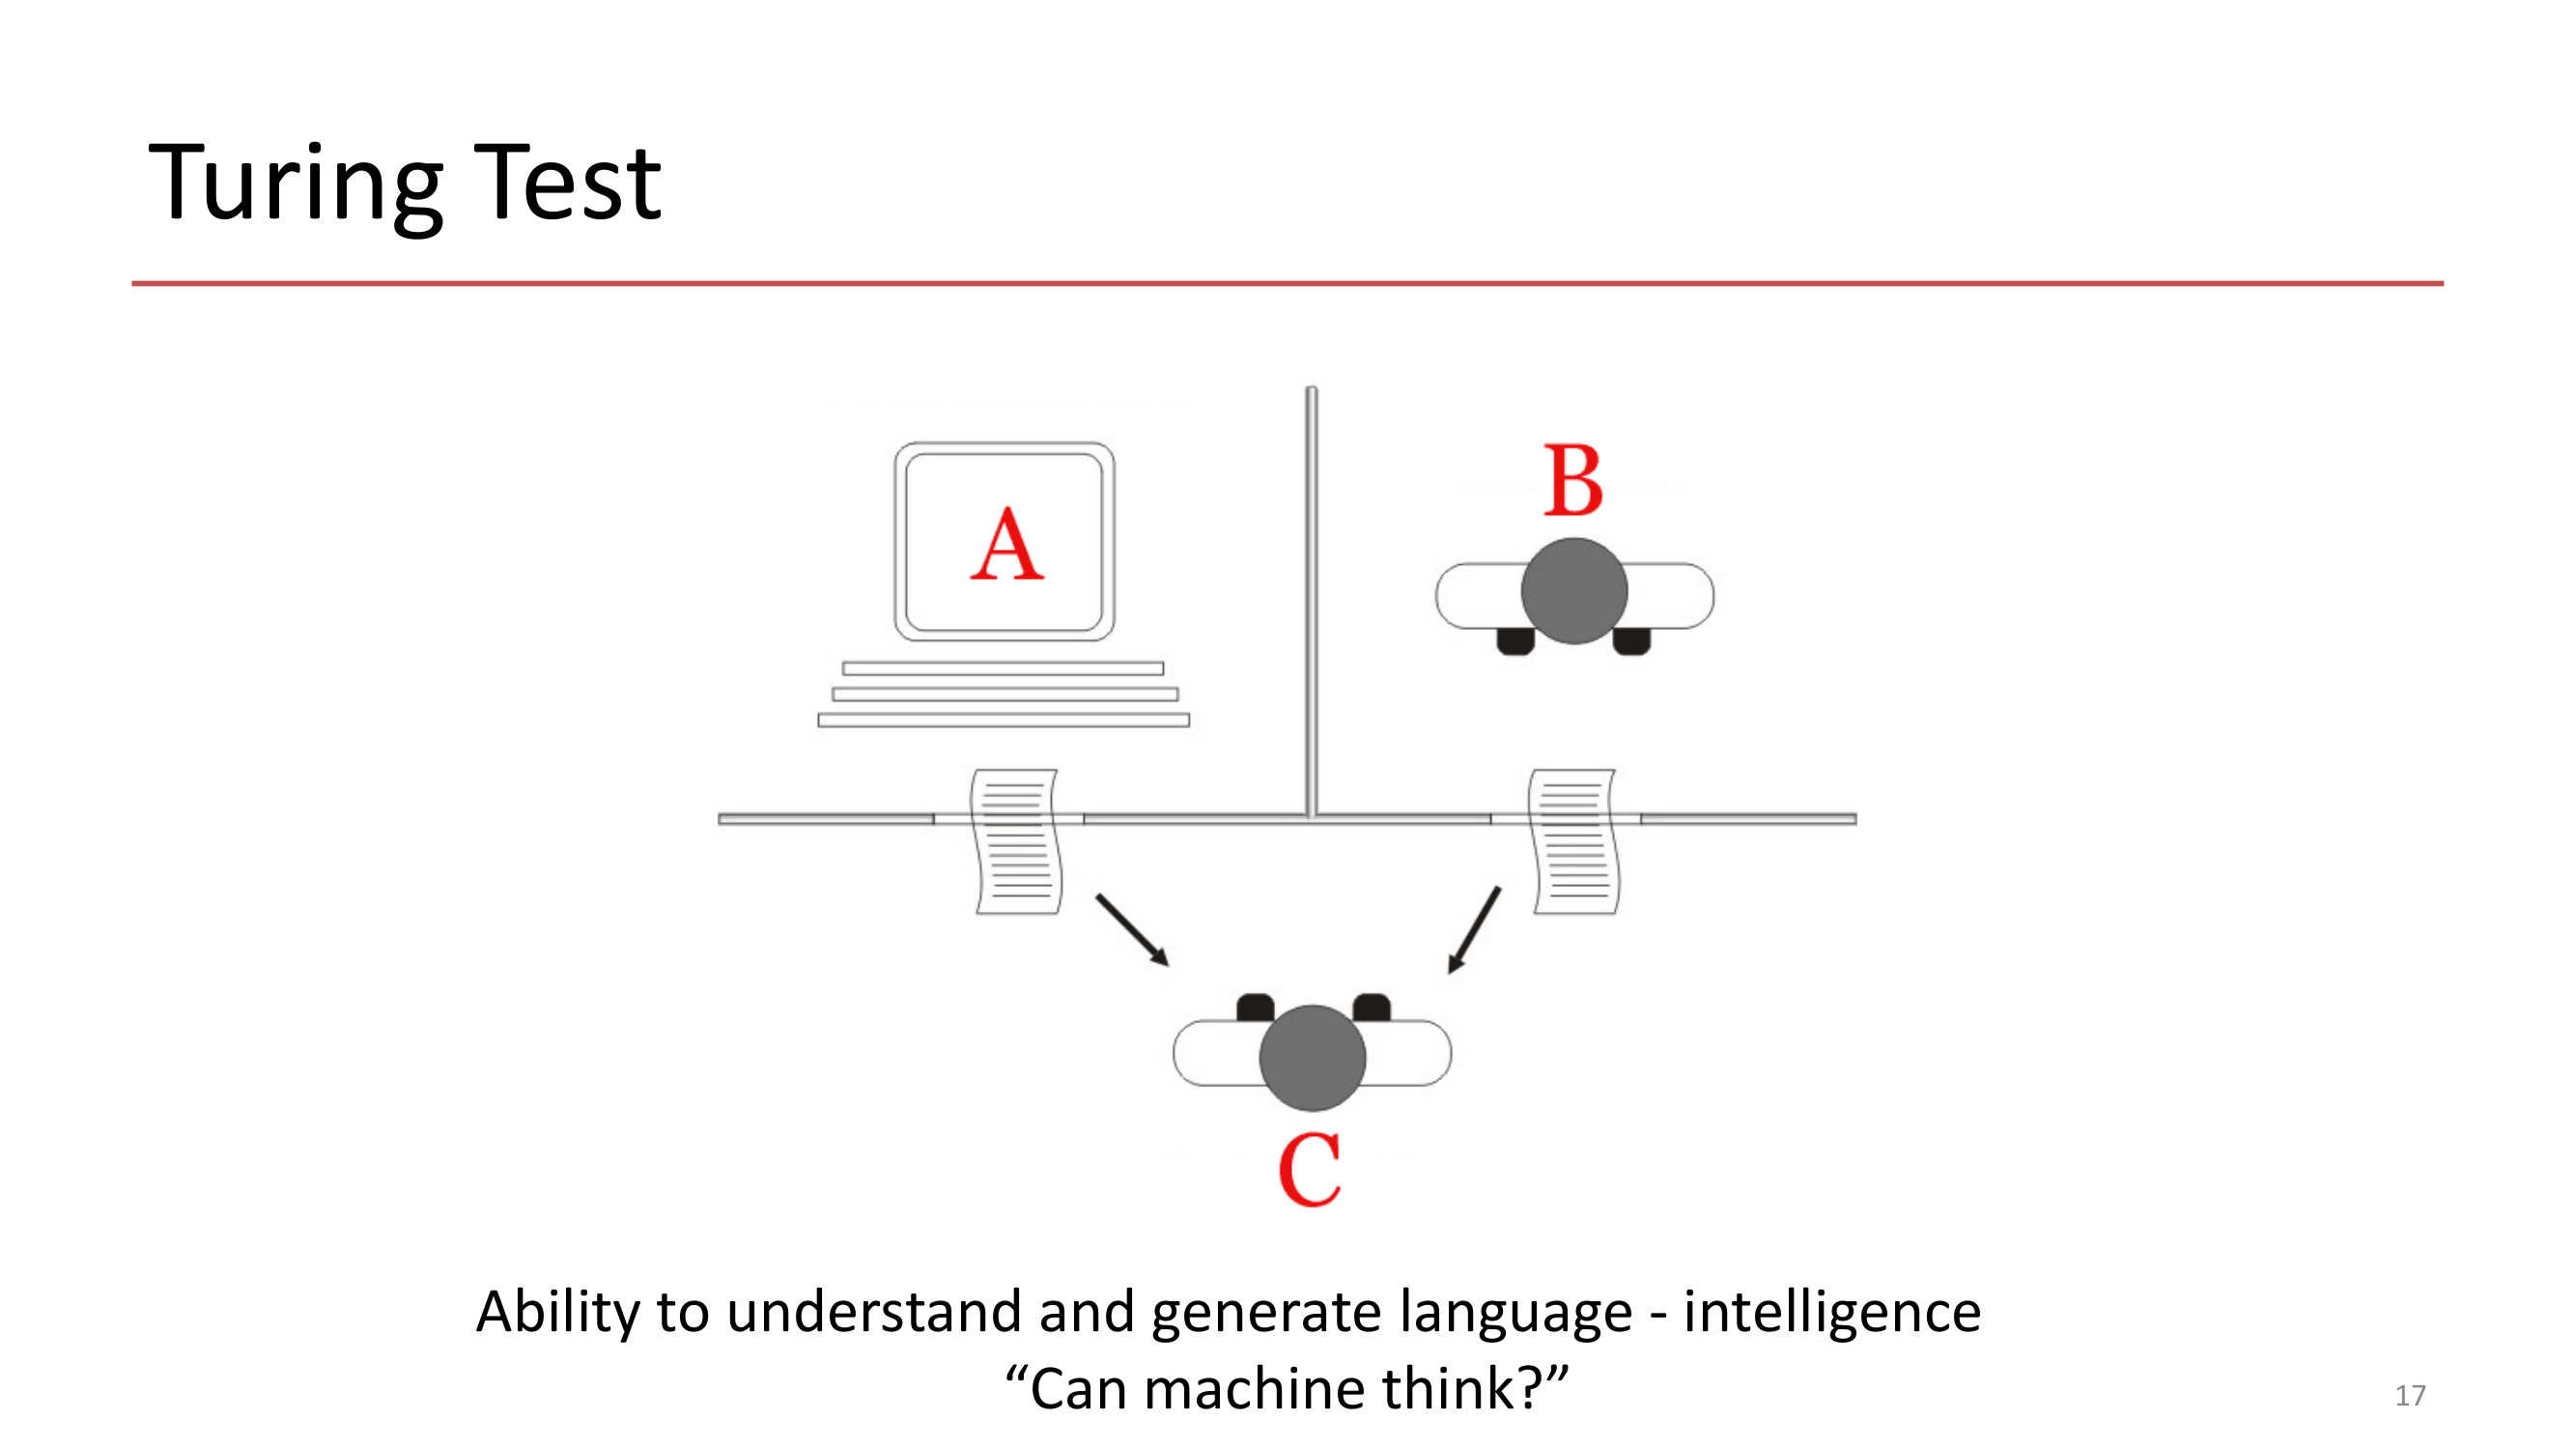 Turing Test
A
B
C
Ability to understand and generate language - intelligence
“Can machine think?”
17